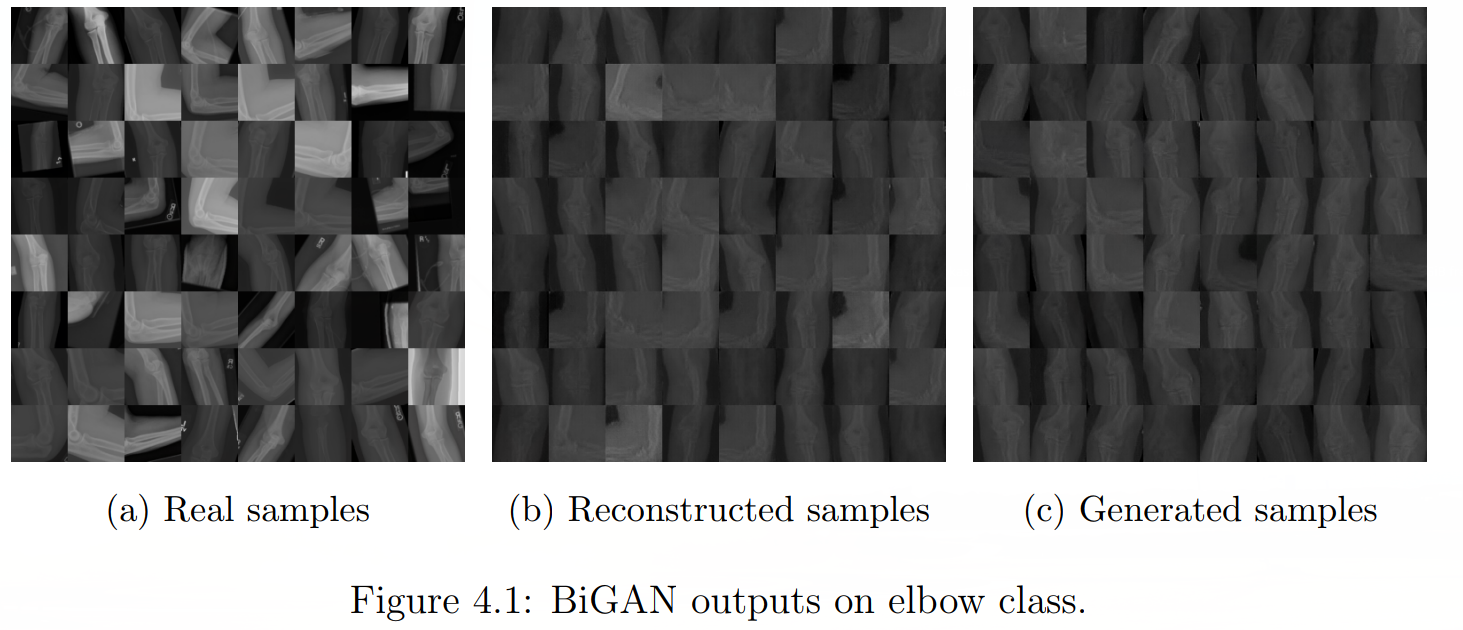 (a) Real samples
(b) Reconstructed samples
(c) Generated samples
Figure 4.1: BiGAN outputs on elbow class.